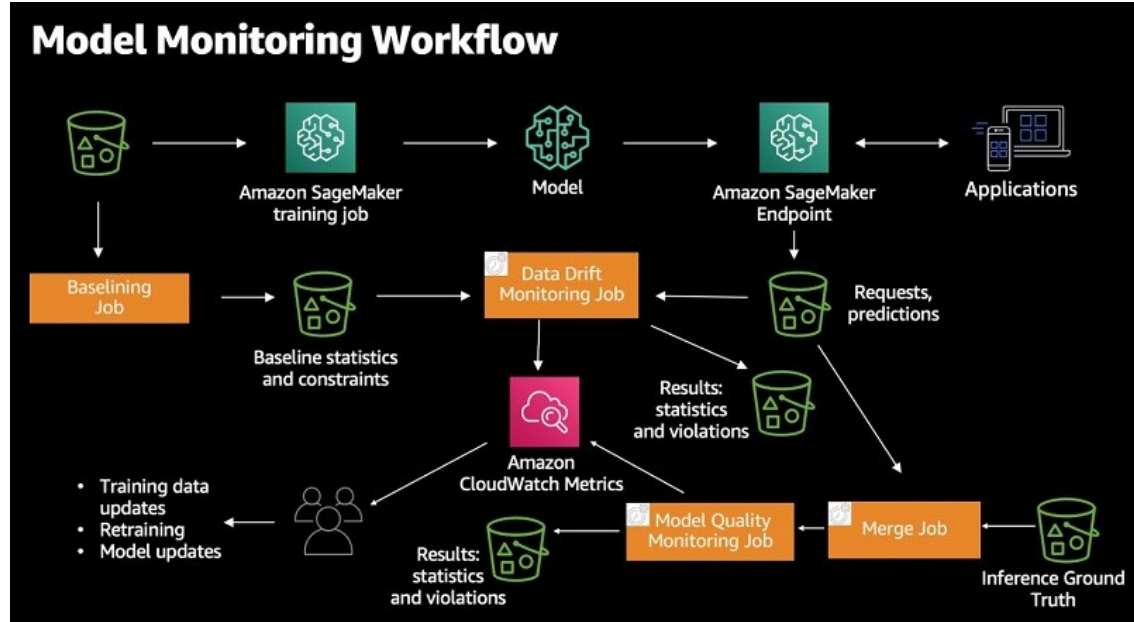 Model Monitoring Workflow
Amazon SageMaker
training job
Model
Amazon SageMaker
Endpoint
Applications
Baselining
Job
Baseline statistics
and constraints
Data Drift
Monitoring Job
Requests,
predictions
Results:
statistics
and violations
Amazon
CloudWatch Metrics
• Training data
updates
• Retraining
• Model updates
Results:
statistics
and violations
Model Quality
Monitoring Job
Merge Job
Inference Ground
Truth